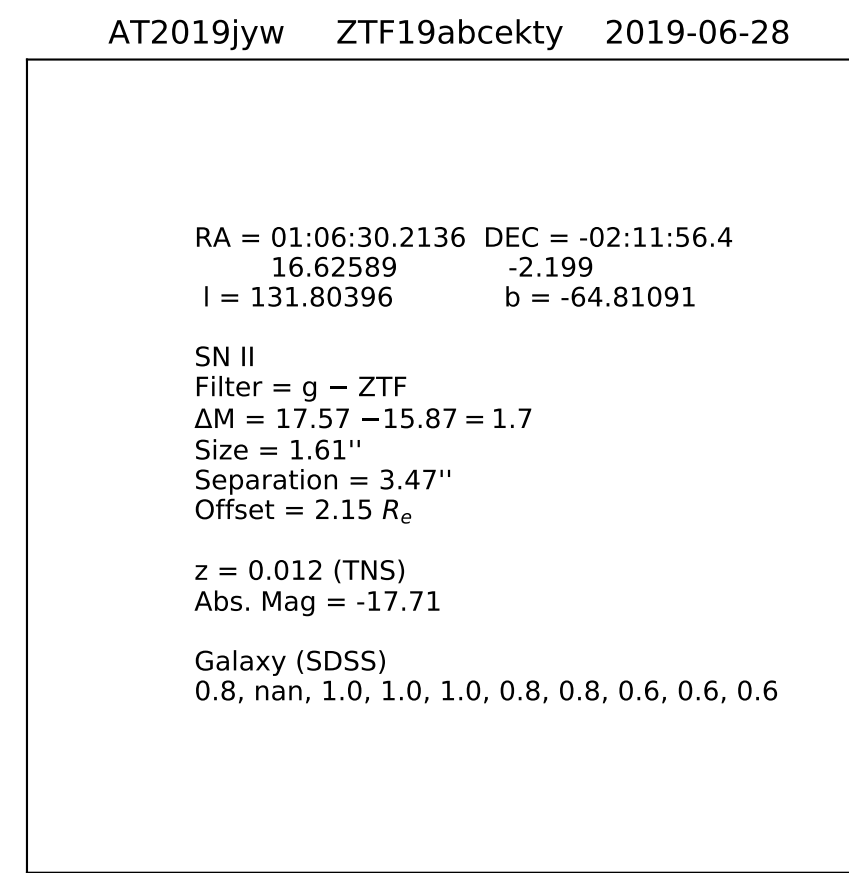 AT2019jyw ZTF19abcekty 2019-06-28
RA = 01:06:30.2136 DEC = -02:11:56.4
16.62589 -2.199
l = 131.80396 b = -64.81091
SN II
Filter = g − ZTF
ΔM = 17.57 −15.87 = 1.7
Size = 1.61''
Separation = 3.47''
Offset = 2.15 Rₑ
z = 0.012 (TNS)
Abs. Mag = -17.71
Galaxy (SDSS)
0.8, nan, 1.0, 1.0, 1.0, 0.8, 0.8, 0.6, 0.6, 0.6